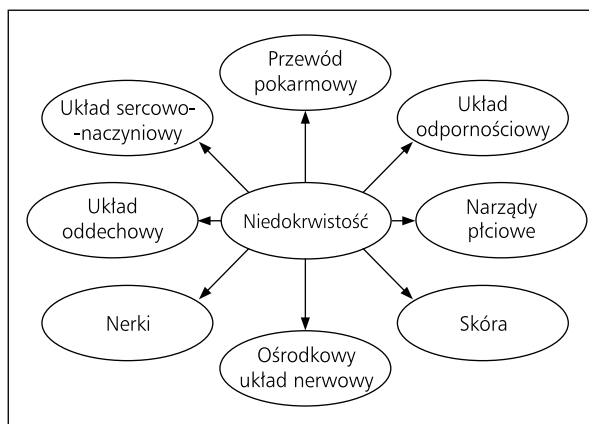 Przewód
pokarmowy
Układ sercowo-
-naczyniowy
Układ
odpornościowy
Układ
oddechowy
Niedokrwistość
Narządy
płciowe
Nerki
Skóra
Ośrodkowy
układ nerwowy